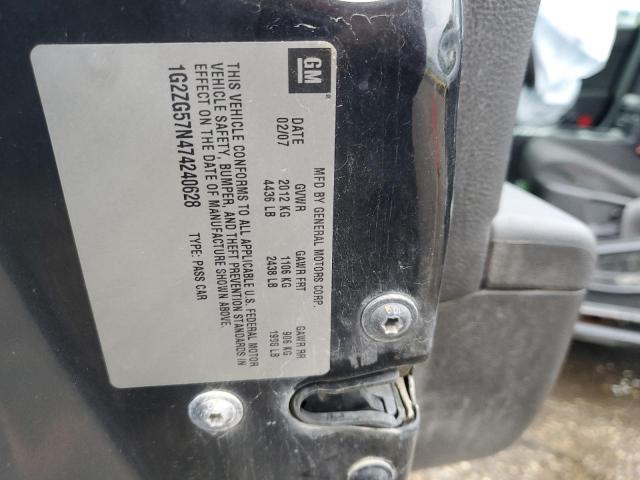 GM
MFD BY GENERAL MOTORS CORP.
DATE GVWR GAWR FRT GAWR RR
02/07 2012 KG 1106 KG 906 KG
4436 LB 2438 LB 1998 LB
THIS VEHICLE CONFORMS TO ALL APPLICABLE U.S. FEDERAL MOTOR
VEHICLE SAFETY, BUMPER, AND THEFT PREVENTION STANDARDS IN
EFFECT ON THE DATE OF MANUFACTURE SHOWN ABOVE.
1G2ZG57N474240628 TYPE: PASS CAR